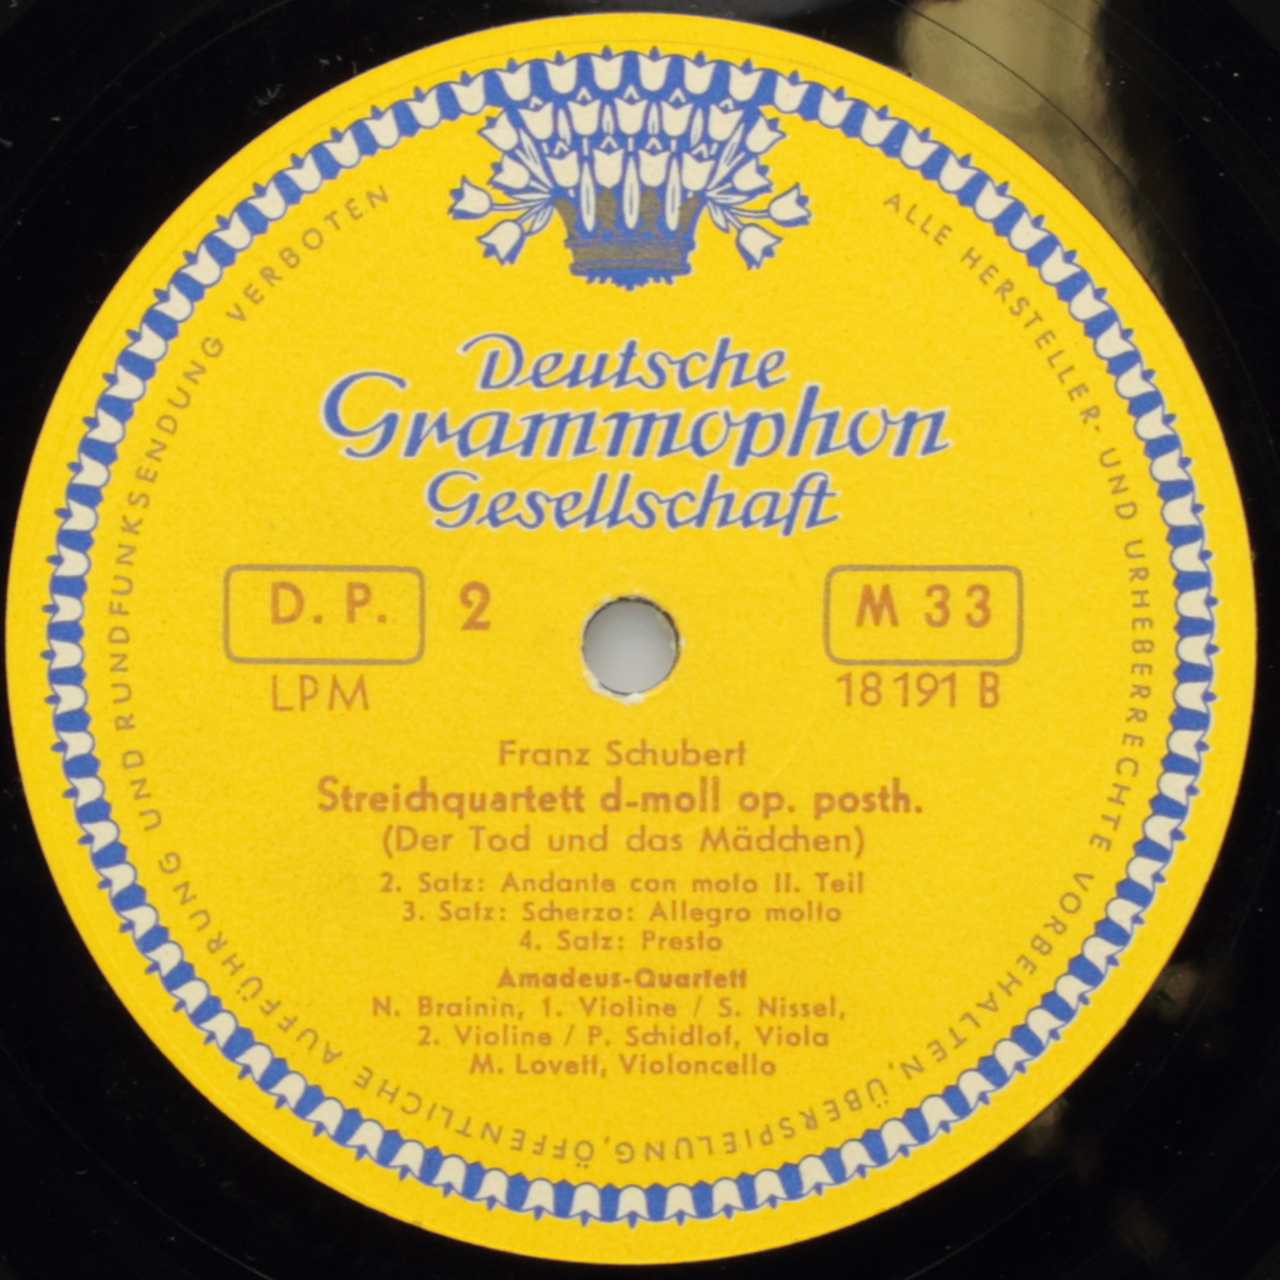 ALLE HERSTELLER- UND URHEBERRECHTE VORBEHALTEN, ÜBERSPIELUNG, ÖFFENTLICHE AUFFÜHRUNG UND RUNDFUNKSENDUNG VERBOTEN
Deutsche
Grammophon
Gesellschaft
D. P. 2 M 33
LPM 18 191 B
Franz Schubert
Streichquartett d-moll op. posth.
(Der Tod und das Mädchen)
2. Satz: Andante con moto II. Teil
3. Satz: Scherzo: Allegro molto
4. Satz: Presto
Amadeus-Quartett
N. Brainin, 1. Violine / S. Nissel,
2. Violine / P. Schidlof, Viola
M. Lovett, Violoncello